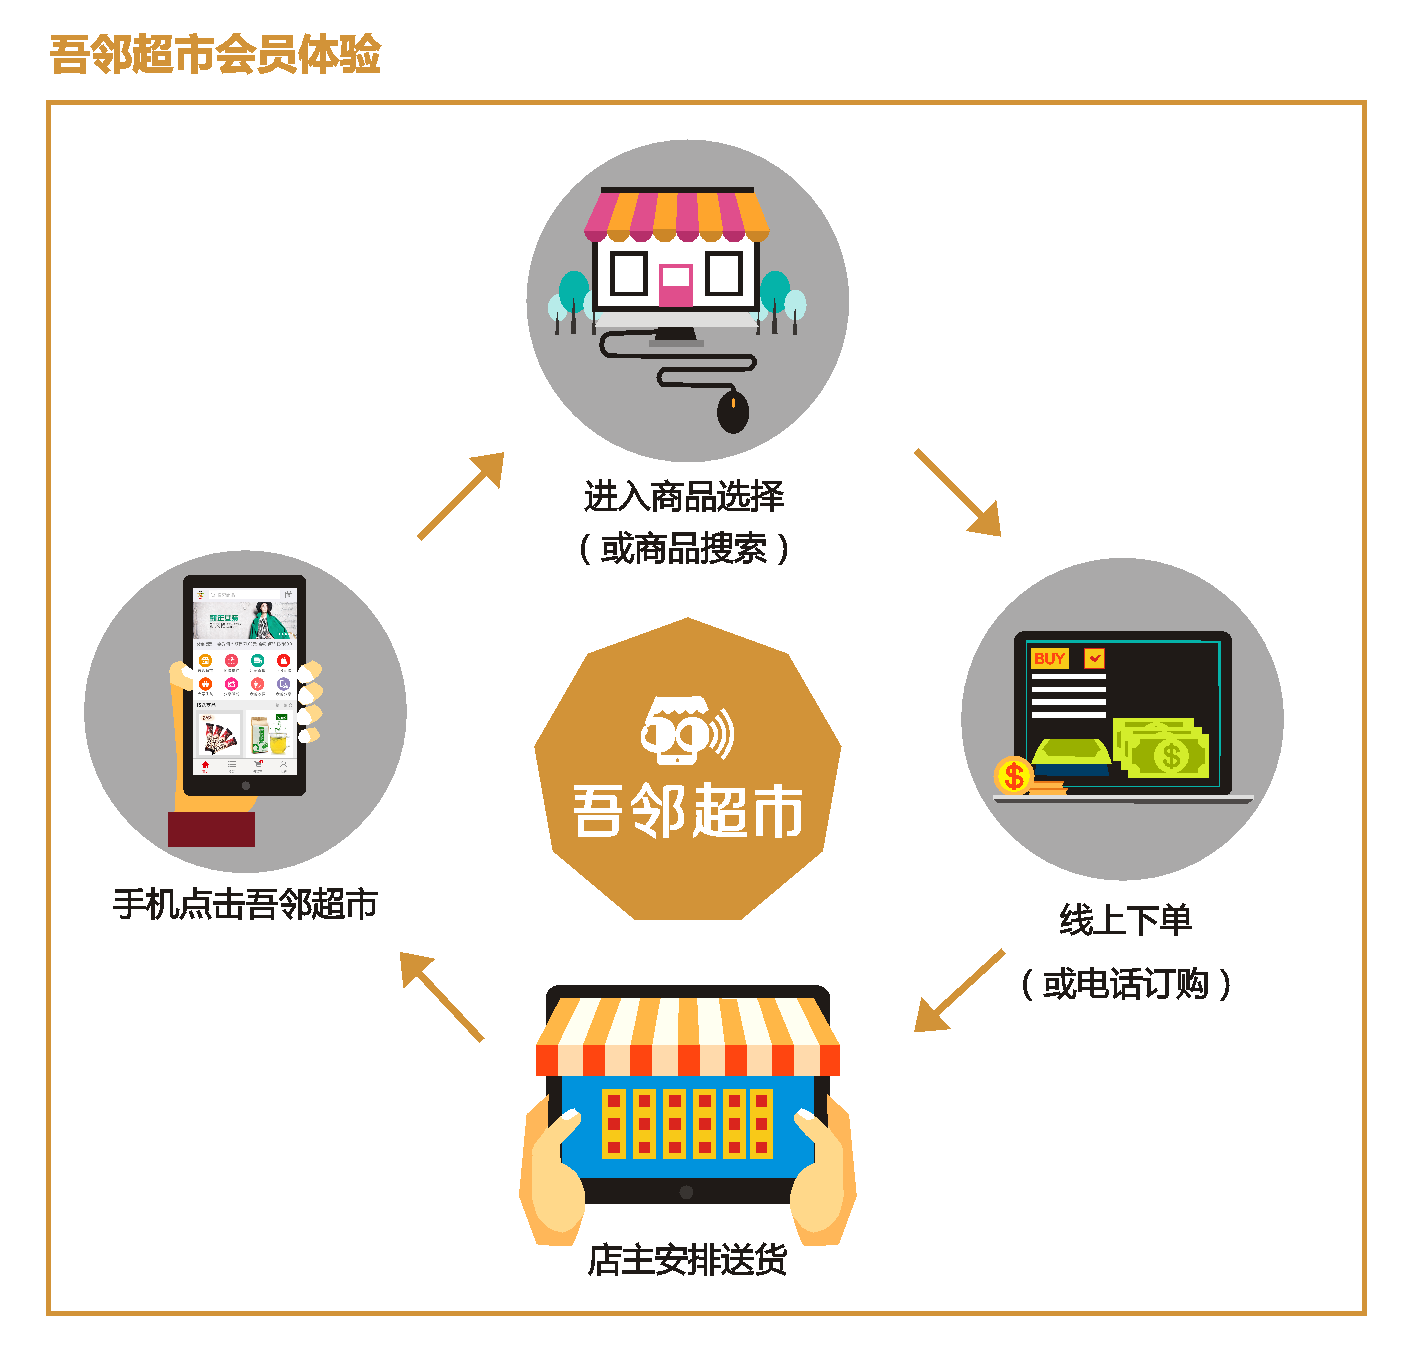 吾邻超市会员体验
进入商品选择
（或商品搜索）
手机点击吾邻超市
吾邻超市
BUY
线上下单
（或电话订购）
店主安排送货